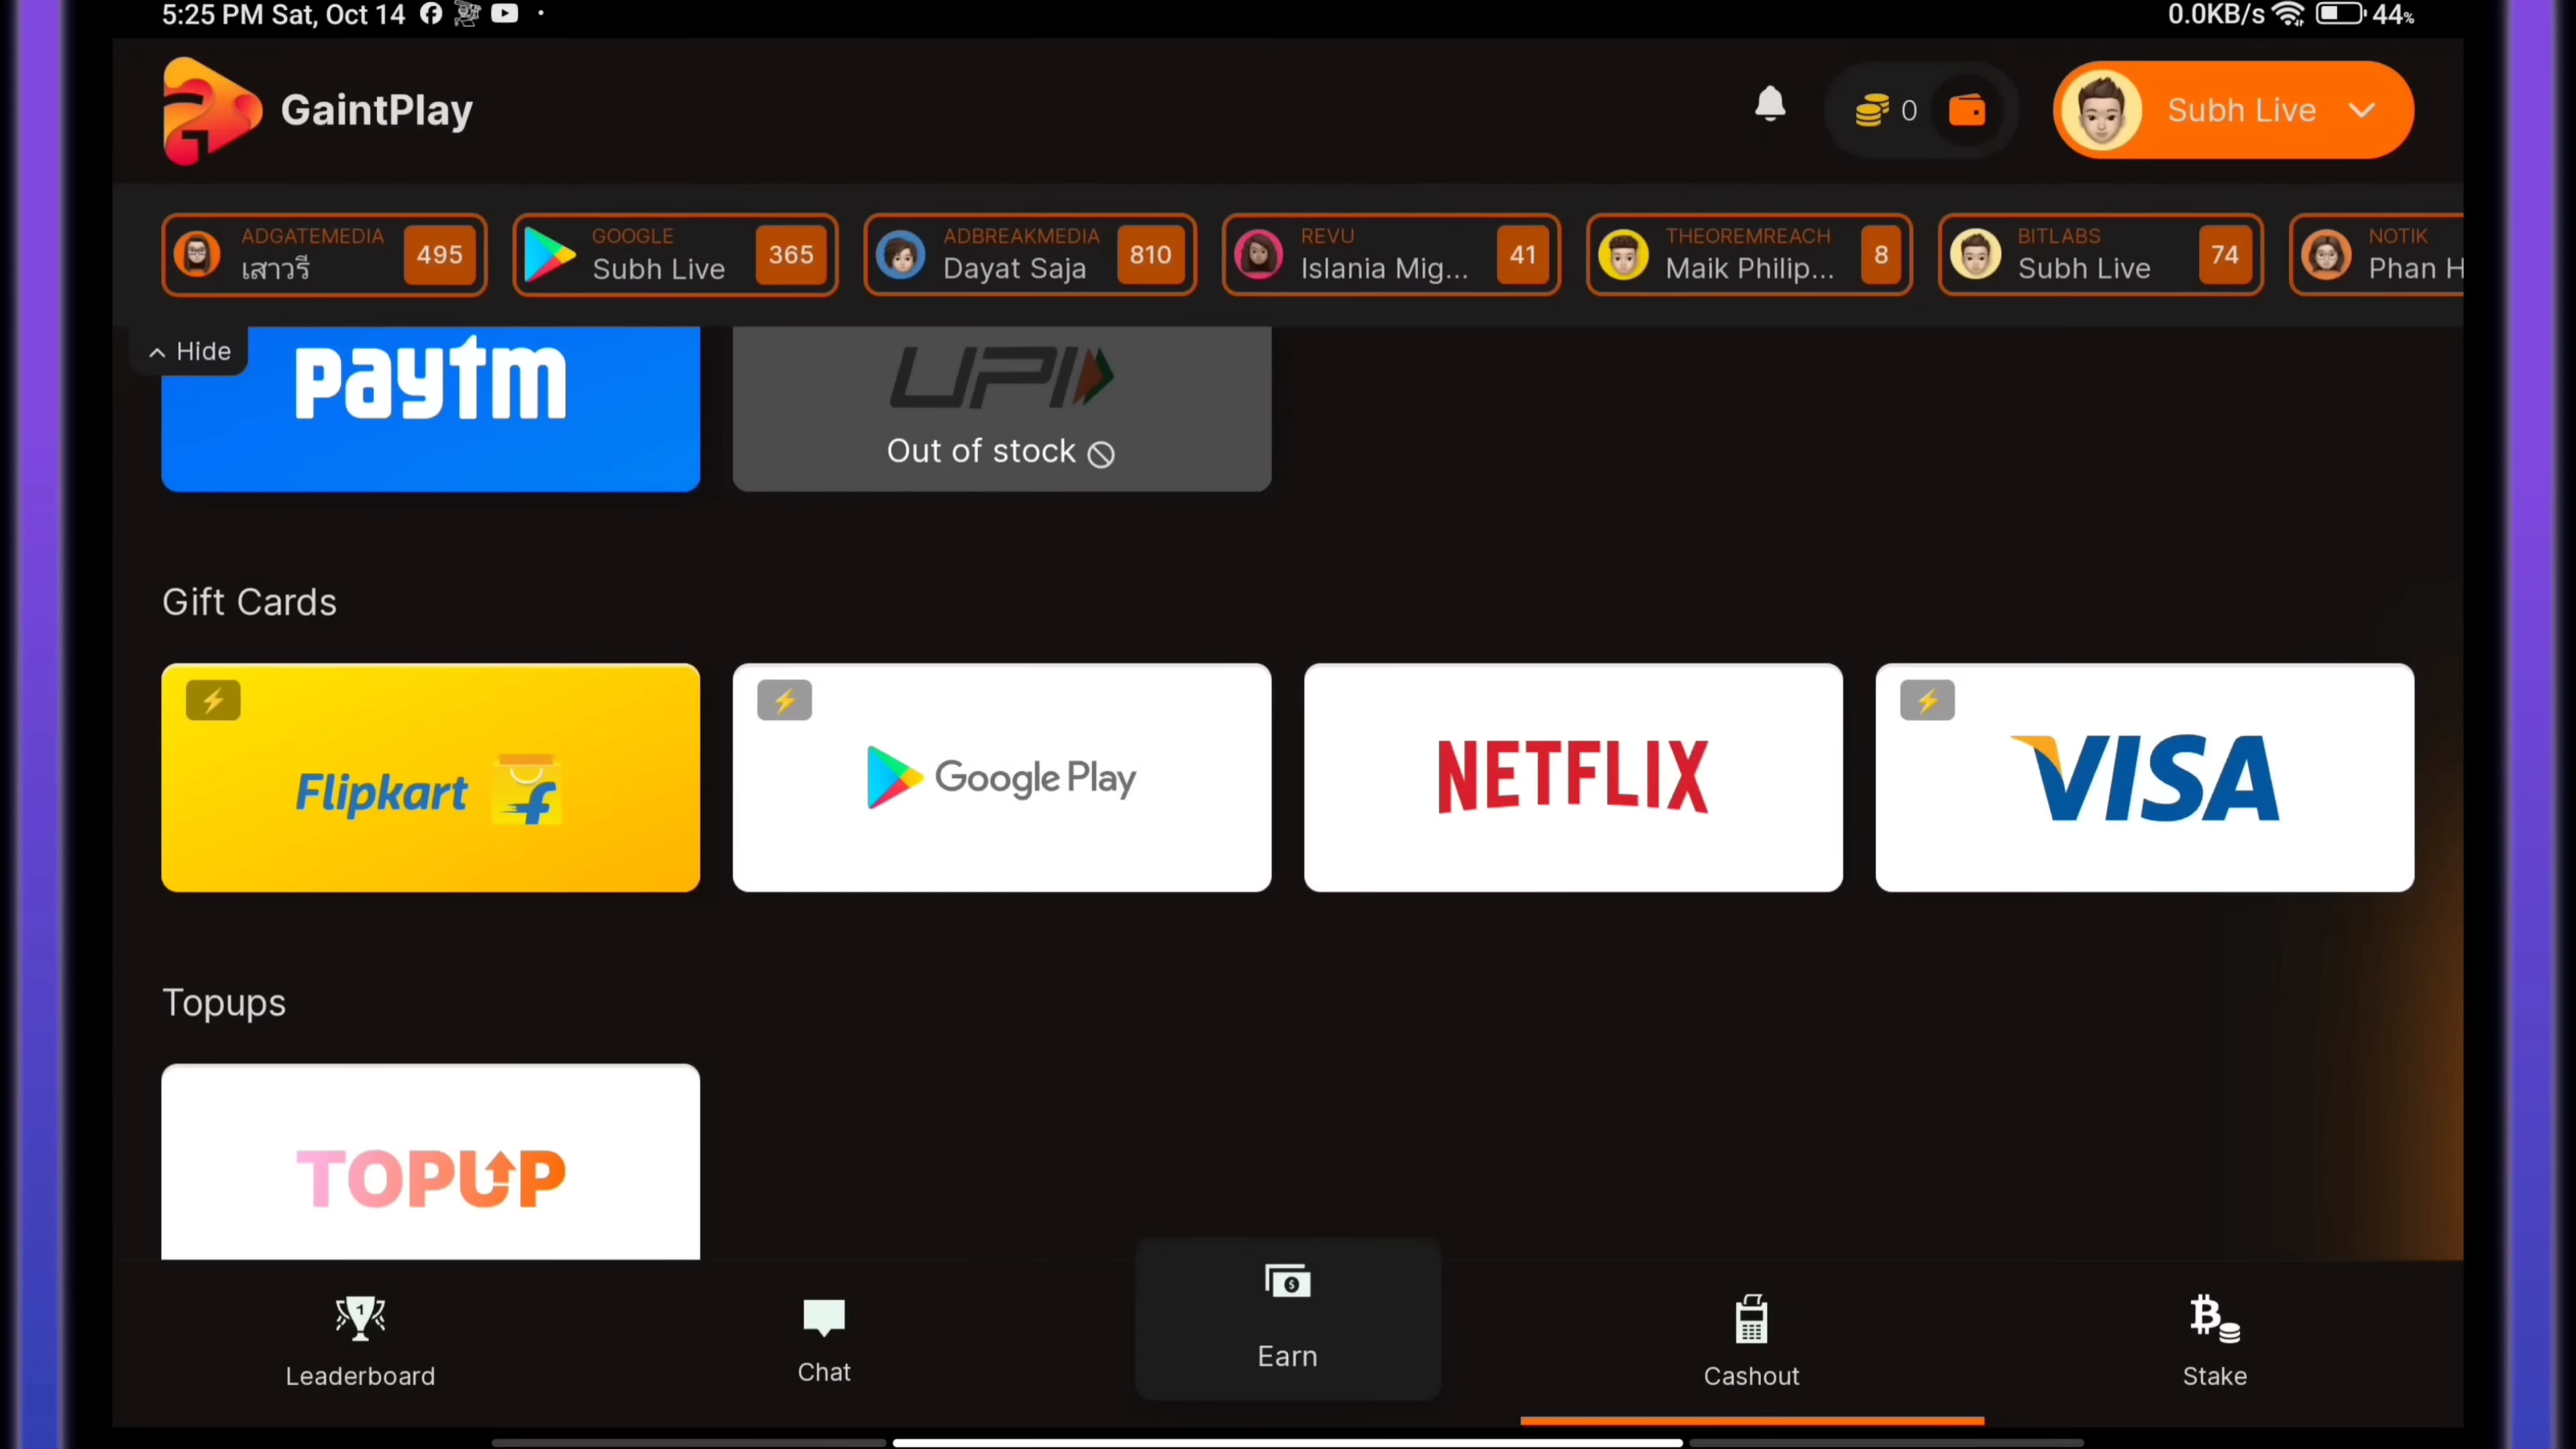 5:25 PM Sat, Oct 14
0.0KB/s 44%
GaintPlay
0
Subh Live
ADGATEMEDIA
เสาวรี
495
GOOGLE
Subh Live
365
ADBREAKMEDIA
Dayat Saja
810
REVU
Islania Mig...
41
THEOREMREACH
Maik Philip...
8
BITLABS
Subh Live
74
NOTIK
Phan H
Hide
paytm
UPI
Out of stock
Gift Cards
Flipkart
Google Play
NETFLIX
VISA
Topups
TOPUP
Leaderboard
Chat
Earn
Cashout
Stake